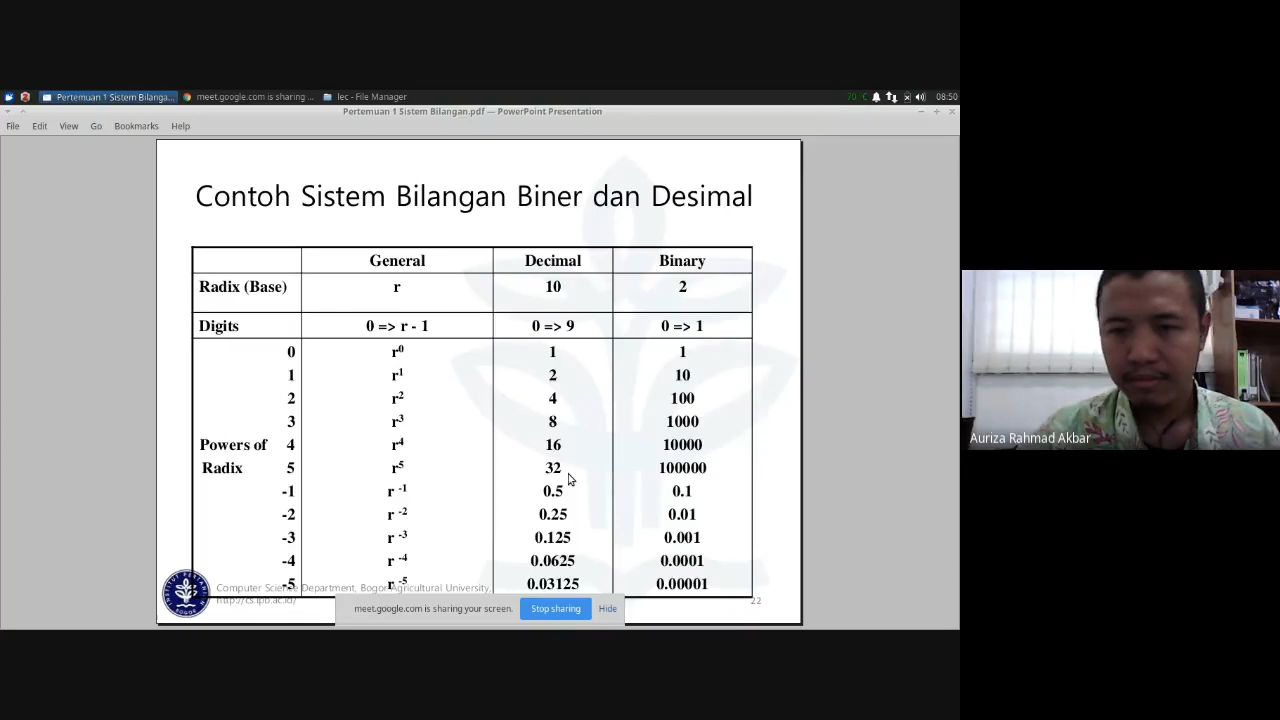 Pertemuan 1 Sistem Bilanga... meet.google.com is sharing ... lec - File Manager 70 °C 08:50
Pertemuan 1 Sistem Bilangan.pdf — PowerPoint Presentation
File Edit View Go Bookmarks Help
Contoh Sistem Bilangan Biner dan Desimal
General Decimal Binary
Radix (Base) r 10 2
Digits 0 => r - 1 0 => 9 0 => 1
0 r⁰ 1 1
1 r¹ 2 10
2 r² 4 100
3 r³ 8 1000
Powers of 4 r⁴ 16 10000
Radix 5 r⁵ 32 100000
-1 r ⁻¹ 0.5 0.1
-2 r ⁻² 0.25 0.01
-3 r ⁻³ 0.125 0.001
-4 r ⁻⁴ 0.0625 0.0001
-5 r ⁻⁵ 0.03125 0.00001
Computer Science Department, Bogor Agricultural University,
http://cs.ipb.ac.id/
22
meet.google.com is sharing your screen. Stop sharing Hide
Auriza Rahmad Akbar